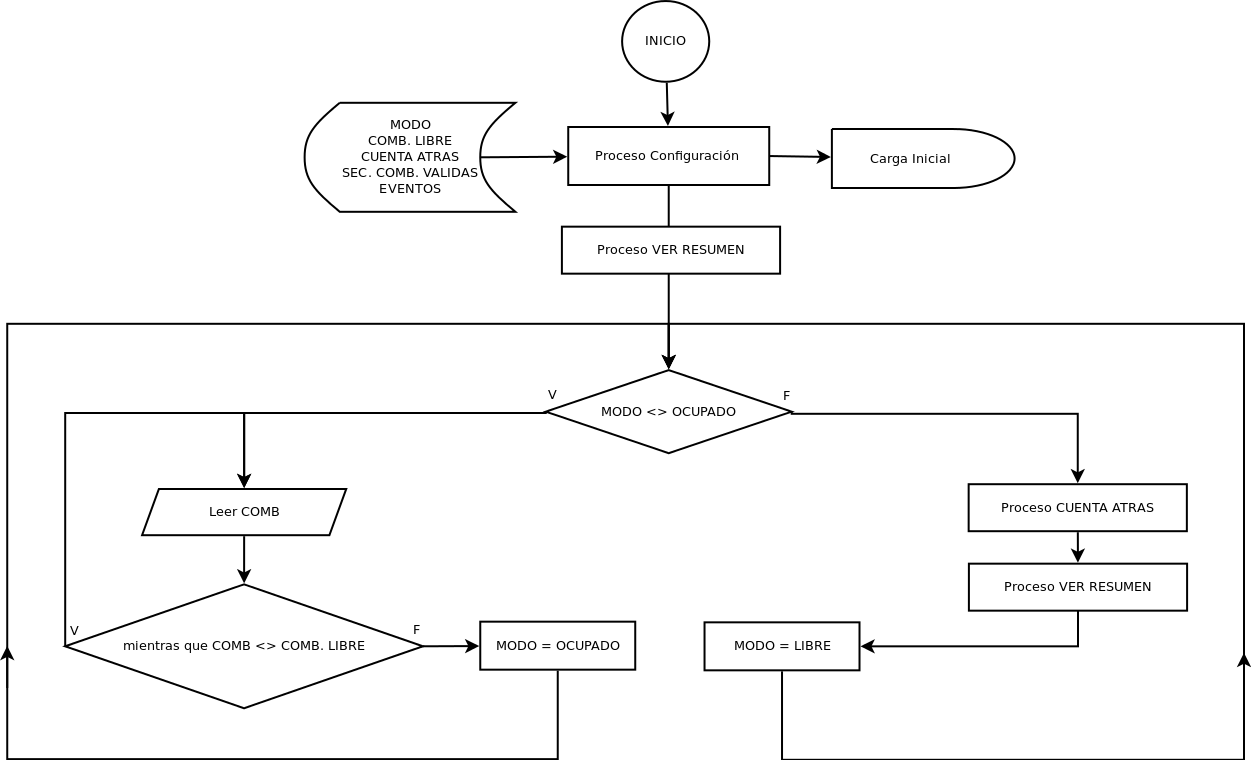 INICIO
MODO
COMB. LIBRE
CUENTA ATRAS
SEC. COMB. VALIDAS
EVENTOS
Proceso Configuración
Carga Inicial
Proceso VER RESUMEN
V
MODO <> OCUPADO
F
Leer COMB
Proceso CUENTA ATRAS
Proceso VER RESUMEN
V
mientras que COMB <> COMB. LIBRE
F
MODO = OCUPADO
MODO = LIBRE